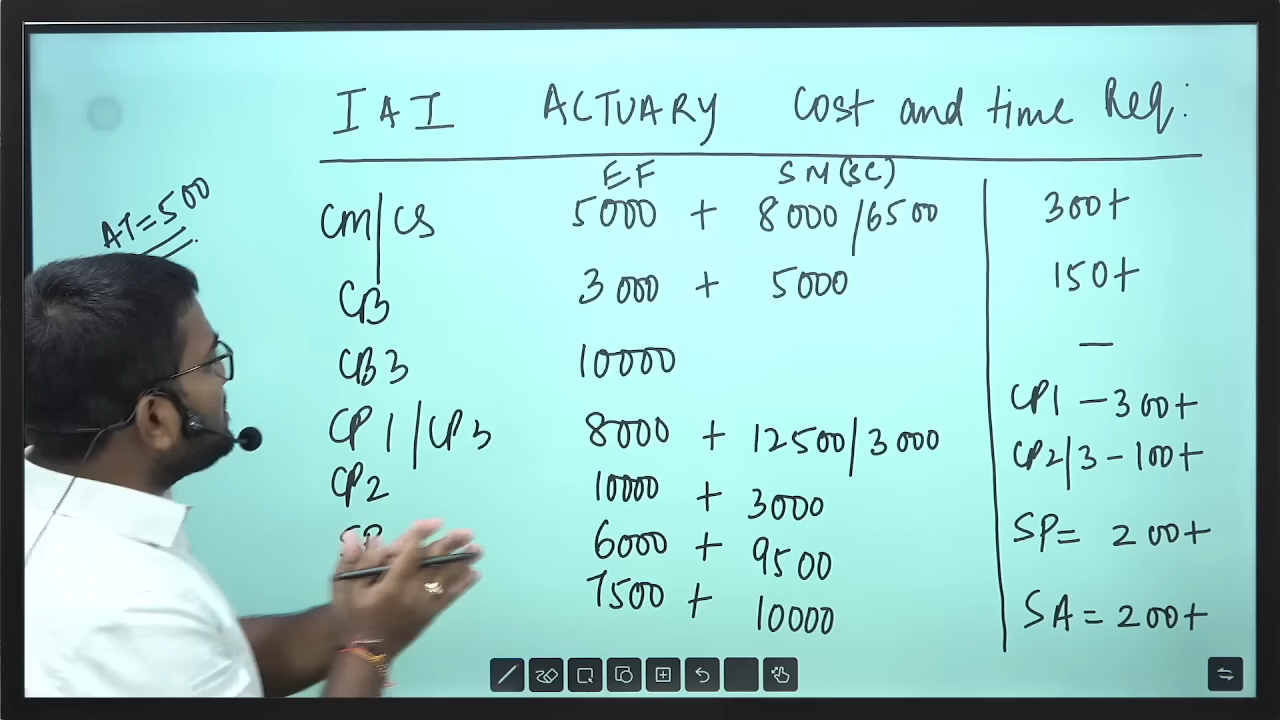 IAI ACTUARY Cost and time Req:
EF SM(SC)
AT=500
CM/CS 5000 + 8000/6500 300+
CB 3000 + 5000 150+
CB3 10000 —
CP1/CP3 8000 + 12500/3000 CP1 - 300+
CP2 10000 + 3000 CP2/3 - 100+
SP 6000 + 9500 SP= 200+
7500 + 10000 SA = 200+